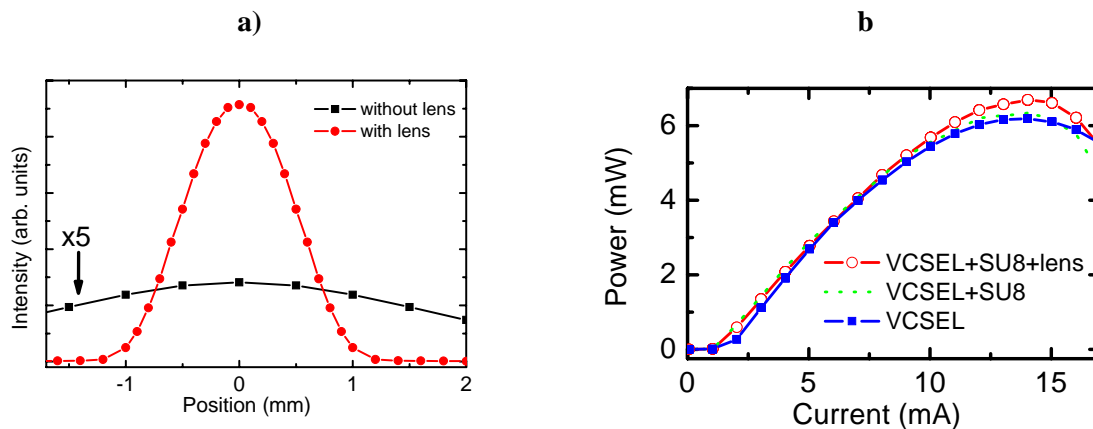 a)
b
Intensity (arb. units)
without lens
with lens
x5
-1
0
1
2
Position (mm)
Power (mW)
6
4
2
0
VCSEL+SU8+lens
VCSEL+SU8
VCSEL
0
5
10
15
Current (mA)